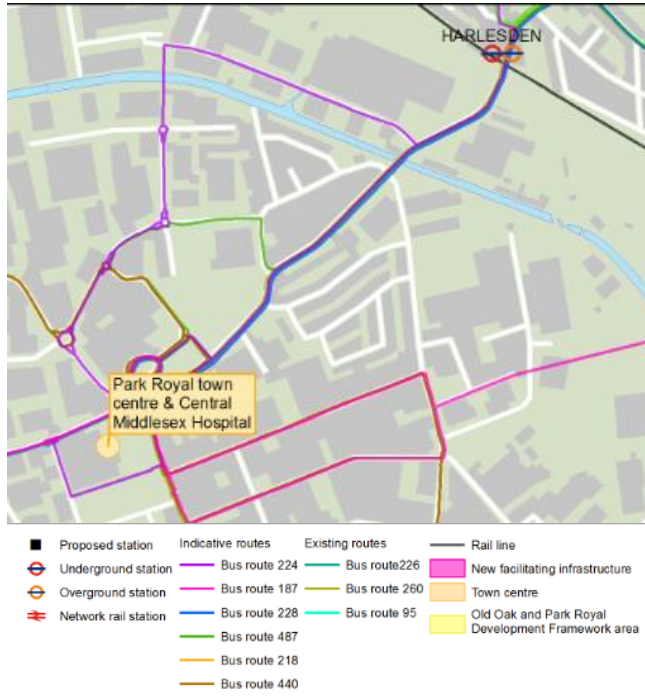 HARLESDEN
Park Royal town
centre & Central
Middlesex Hospital
Proposed station
Underground station
Overground station
Network rail station
Indicative routes
Bus route 224
Bus route 187
Bus route 228
Bus route 487
Bus route 218
Bus route 440
Existing routes
Bus route226
Bus route 260
Bus route 95
Rail line
New facilitating infrastructure
Town centre
Old Oak and Park Royal
Development Framework area